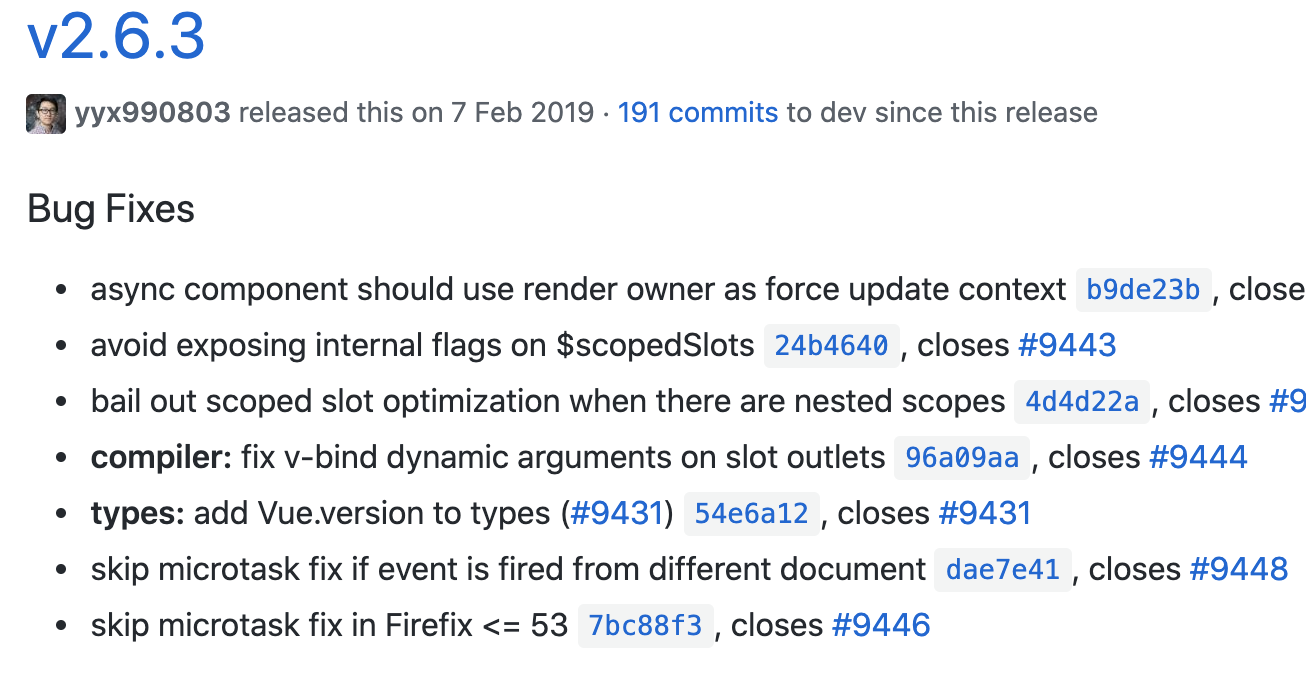 v2.6.3
yyx990803 released this on 7 Feb 2019 · 191 commits to dev since this release
Bug Fixes
• async component should use render owner as force update context b9de23b , close
• avoid exposing internal flags on $scopedSlots 24b4640 , closes #9443
• bail out scoped slot optimization when there are nested scopes 4d4d22a , closes #9
• compiler: fix v-bind dynamic arguments on slot outlets 96a09aa , closes #9444
• types: add Vue.version to types (#9431) 54e6a12 , closes #9431
• skip microtask fix if event is fired from different document dae7e41 , closes #9448
• skip microtask fix in Firefix <= 53 7bc88f3 , closes #9446